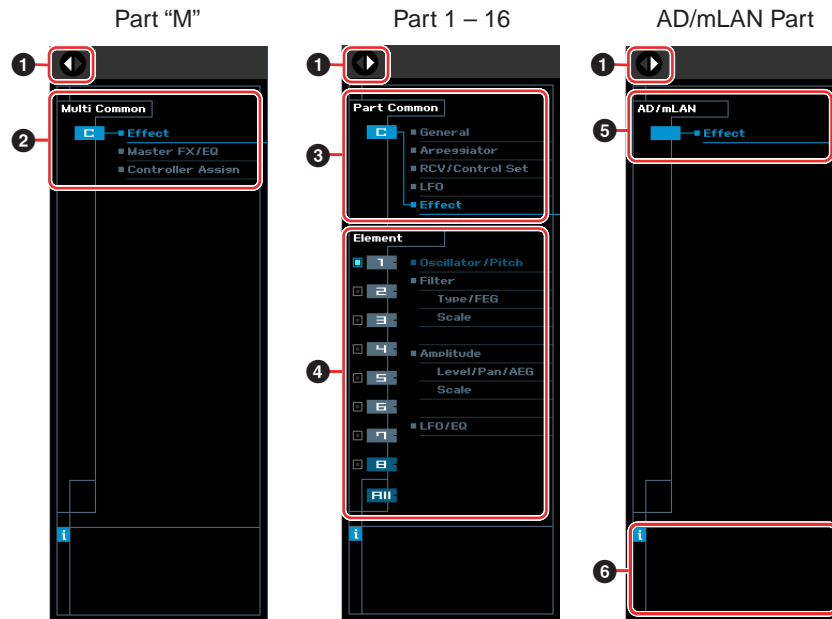 Part “M”
Part 1 – 16
AD/mLAN Part
1
Multi Common
2
C
Effect
Master FX/EQ
Controller Assign
i
1
Part Common
3
C
General
Arpeggiator
RCV/Control Set
LFO
Effect
Element
4
1
Oscillator/Pitch
2
Filter
Type/FEG
3
Scale
4
Amplitude
5
Level/Pan/AEG
Scale
6
7
LFO/EQ
8
All
i
1
AD/mLAN
5
Effect
i
6